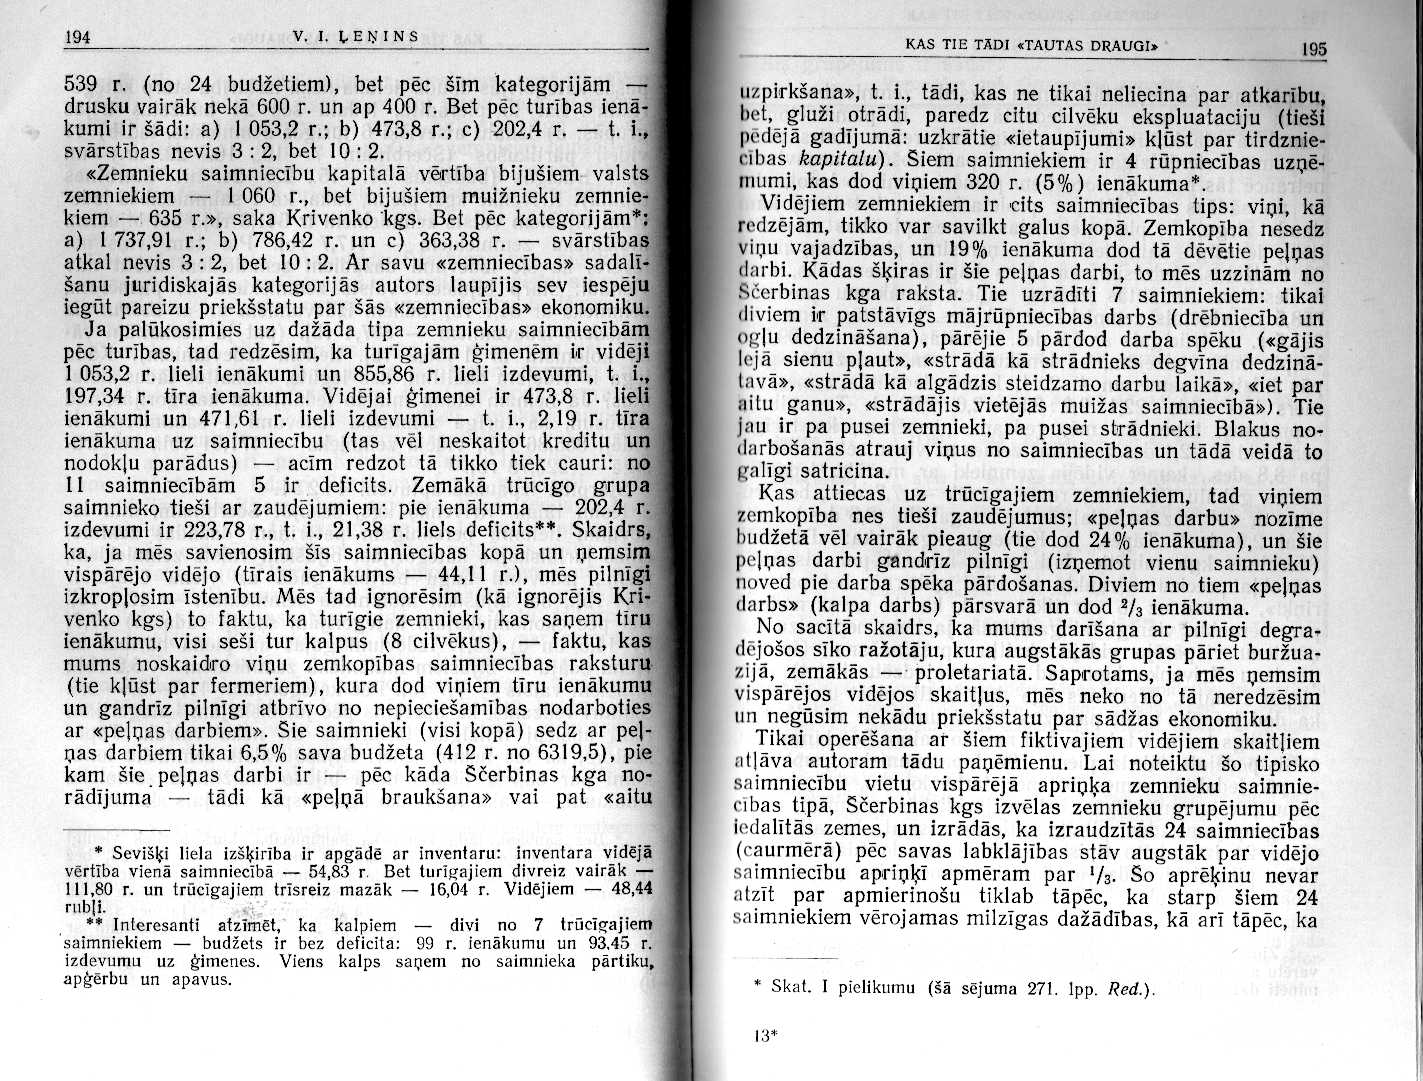 194
V. I. ĻEŅINS
539 r. (no 24 budžetiem), bet pēc šīm kategorijām —
drusku vairāk nekā 600 r. un ap 400 r. Bet pēc turības ienā-
kumi ir šādi: a) 1 053,2 r.; b) 473,8 r.; c) 202,4 r. — t. i.,
svārstības nevis 3 : 2, bet 10 : 2.
«Zemnieku saimniecību kapitalā vērtība bijušiem valsts
zemniekiem — 1 060 r., bet bijušiem muižnieku zemnie-
kiem — 635 r.», saka Krivenko kgs. Bet pēc kategorijām*:
a) 1 737,91 r.; b) 786,42 r. un c) 363,38 r. — svārstības
atkal nevis 3 : 2, bet 10 : 2. Ar savu «zemniecības» sadalī-
šanu juridiskajās kategorijās autors laupījis sev iespēju
iegūt pareizu priekšstatu par šās «zemniecības» ekonomiku.
Ja palūkosimies uz dažāda tipa zemnieku saimniecībām
pēc turības, tad redzēsim, ka turīgajām ģimenēm ir vidēji
1 053,2 r. lieli ienākumi un 855,86 r. lieli izdevumi, t. i.,
197,34 r. tīra ienākuma. Vidējai ģimenei ir 473,8 r. lieli
ienākumi un 471,61 r. lieli izdevumi — t. i., 2,19 r. tīra
ienākuma uz saimniecību (tas vēl neskaitot kreditu un
nodokļu parādus) — acīm redzot tā tikko tiek cauri: no
11 saimniecībām 5 ir deficits. Zemākā trūcīgo grupa
saimnieko tieši ar zaudējumiem: pie ienākuma — 202,4 r.
izdevumi ir 223,78 r., t. i., 21,38 r. liels deficits**. Skaidrs,
ka, ja mēs savienosim šīs saimniecības kopā un ņemsim
vispārējo vidējo (tīrais ienākums — 44,11 r.), mēs pilnīgi
izkropļosim īstenību. Mēs tad ignorēsim (kā ignorējis Kri-
venko kgs) to faktu, ka turīgie zemnieki, kas saņem tīru
ienākumu, visi seši tur kalpus (8 cilvēkus), — faktu, kas
mums noskaidro viņu zemkopības saimniecības raksturu
(tie kļūst par fermeriem), kura dod viņiem tīru ienākumu
un gandrīz pilnīgi atbrīvo no nepieciešamības nodarboties
ar «peļņas darbiem». Šie saimnieki (visi kopā) sedz ar peļ-
ņas darbiem tikai 6,5% sava budžeta (412 r. no 6319,5), pie
kam šie peļņas darbi ir — pēc kāda Ščerbinas kga no-
rādījuma — tādi kā «peļņā braukšana» vai pat «aitu
* Sevišķi liela izšķirība ir apgādē ar inventaru: inventara vidējā
vērtība vienā saimniecībā — 54,83 r. Bet turīgajiem divreiz vairāk —
111,80 r. un trūcīgajiem trīsreiz mazāk — 16,04 r. Vidējiem — 48,44
rubļi.
** Interesanti atzīmēt, ka kalpiem — divi no 7 trūcīgajiem
saimniekiem — budžets ir bez deficita: 99 r. ienākumu un 93,45 r.
izdevumu uz ģimenes. Viens kalps saņem no saimnieka pārtiku,
apģērbu un apavus.
KAS TIE TĀDI «TAUTAS DRAUGI»
195
uzpirkšana», t. i., tādi, kas ne tikai neliecina par atkarību,
bet, gluži otrādi, paredz citu cilvēku ekspluataciju (tieši
pēdējā gadījumā: uzkrātie «ietaupījumi» kļūst par tirdznie-
cības kapitalu). Šiem saimniekiem ir 4 rūpniecības uzņē-
mumi, kas dod viņiem 320 r. (5%) ienākuma*.
Vidējiem zemniekiem ir cits saimniecības tips: viņi, kā
redzējām, tikko var savilkt galus kopā. Zemkopība nesedz
viņu vajadzības, un 19% ienākuma dod tā dēvētie peļņas
darbi. Kādas šķiras ir šie peļņas darbi, to mēs uzzinām no
Ščerbinas kga raksta. Tie uzrādīti 7 saimniekiem: tikai
diviem ir patstāvīgs mājrūpniecības darbs (drēbniecība un
ogļu dedzināšana), pārējie 5 pārdod darba spēku («gājis
lejā sienu pļaut», «strādā kā strādnieks degvīna dedzinā-
tavā», «strādā kā algādzis steidzamo darbu laikā», «iet par
aitu ganu», «strādājis vietējās muižas saimniecībā»). Tie
jau ir pa pusei zemnieki, pa pusei strādnieki. Blakus no-
darbošanās atrauj viņus no saimniecības un tādā veidā to
galīgi satricina.
Kas attiecas uz trūcīgajiem zemniekiem, tad viņiem
zemkopība nes tieši zaudējumus; «peļņas darbu» nozīme
budžetā vēl vairāk pieaug (tie dod 24% ienākuma), un šie
peļņas darbi gandrīz pilnīgi (izņemot vienu saimnieku)
noved pie darba spēka pārdošanas. Diviem no tiem «peļņas
darbs» (kalpa darbs) pārsvarā un dod ²/₃ ienākuma.
No sacītā skaidrs, ka mums darīšana ar pilnīgi degra-
dējošos sīko ražotāju, kura augstākās grupas pāriet buržua-
zijā, zemākās — proletariatā. Saprotams, ja mēs ņemsim
vispārējos vidējos skaitļus, mēs neko no tā neredzēsim
un negūsim nekādu priekšstatu par sādžas ekonomiku.
Tikai operēšana ar šiem fiktivajiem vidējiem skaitļiem
atļāva autoram tādu paņēmienu. Lai noteiktu šo tipisko
saimniecību vietu vispārējā apriņķa zemnieku saimnie-
cības tipā, Ščerbinas kgs izvēlas zemnieku grupējumu pēc
iedalītās zemes, un izrādās, ka izraudzītās 24 saimniecības
(caurmērā) pēc savas labklājības stāv augstāk par vidējo
saimniecību apriņķī apmēram par ¹/₃. Šo aprēķinu nevar
atzīt par apmierinošu tiklab tāpēc, ka starp šiem 24
saimniekiem vērojamas milzīgas dažādības, kā arī tāpēc, ka
* Skat. I pielikumu (šā sējuma 271. lpp. Red.).
13*